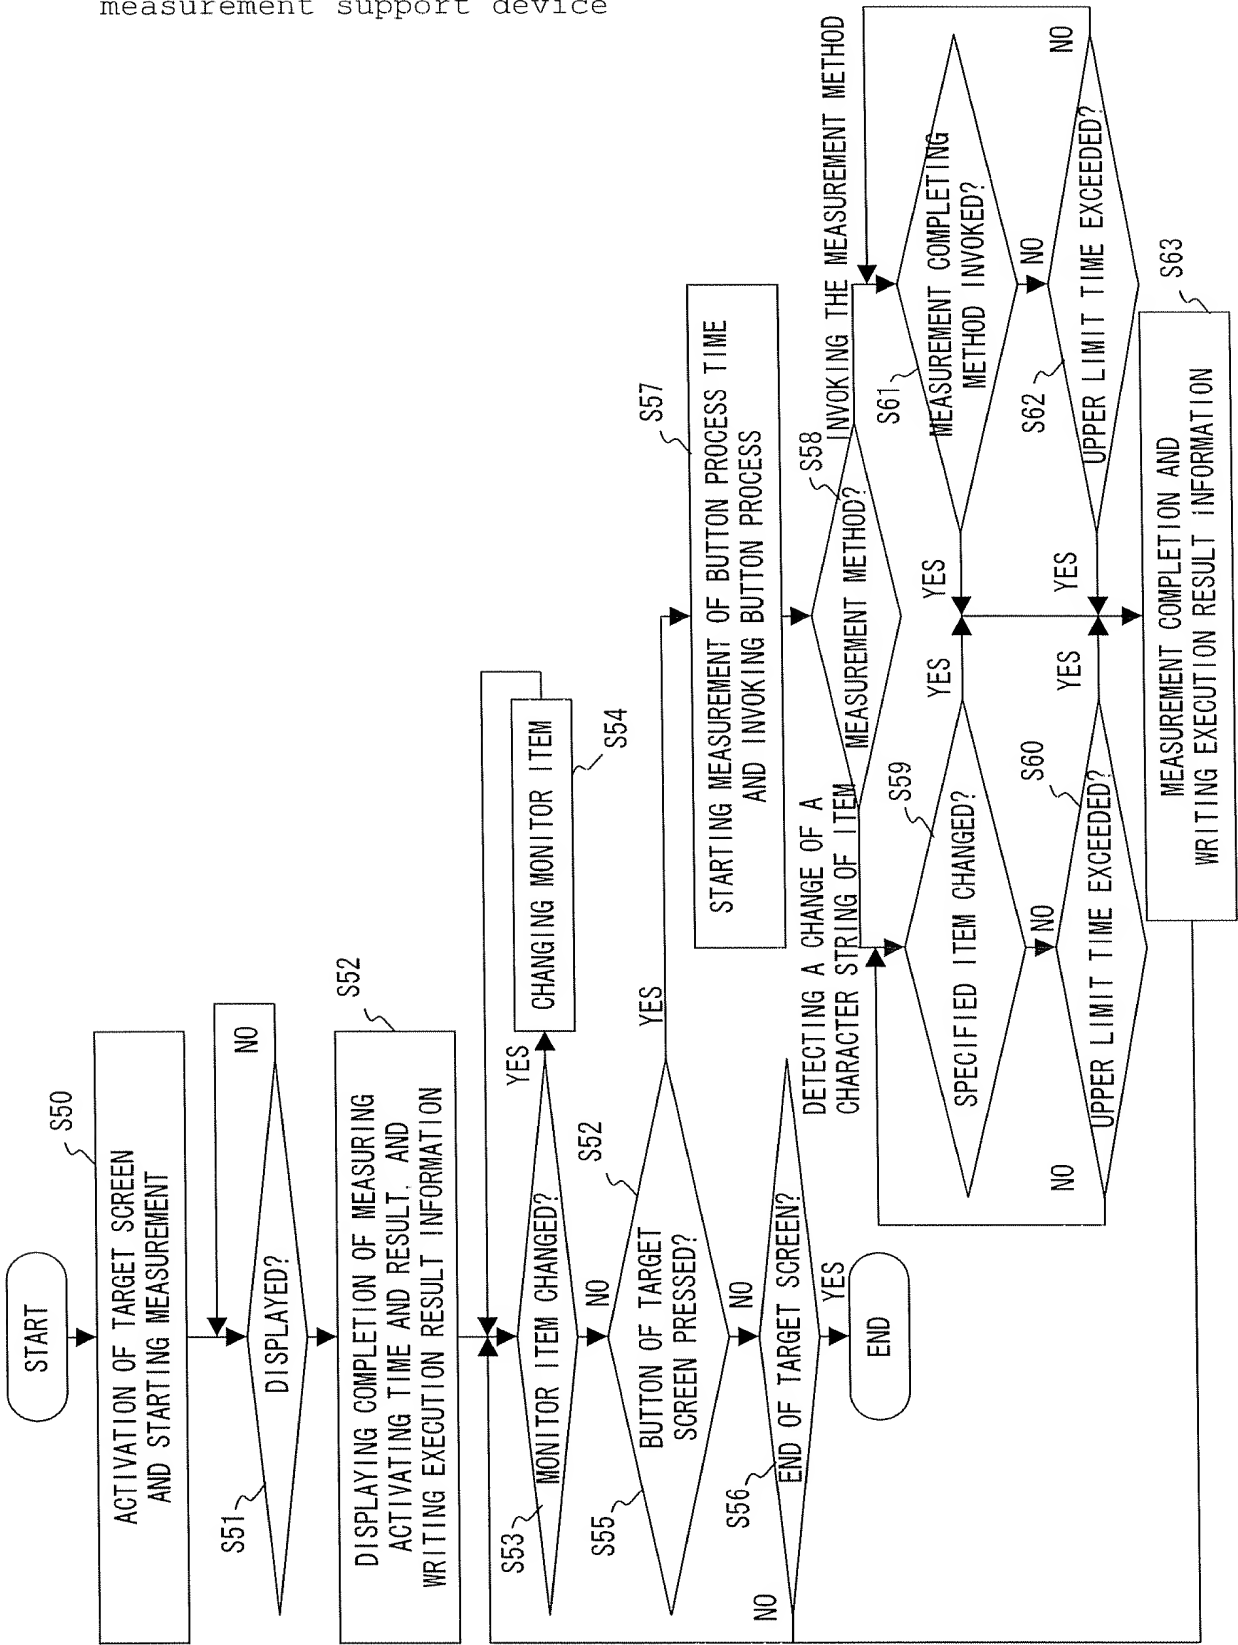 measurement support device
START
S50
ACTIVATION OF TARGET SCREEN
AND STARTING MEASUREMENT
S51
DISPLAYED?
NO
S52
DISPLAYING COMPLETION OF MEASURING
ACTIVATING TIME AND RESULT, AND
WRITING EXECUTION RESULT INFORMATION
S53
MONITOR ITEM CHANGED?
YES
CHANGING MONITOR ITEM
S54
NO
S55
BUTTON OF TARGET
SCREEN PRESSED?
S52
YES
NO
S56
END OF TARGET SCREEN?
NO
YES
END
S57
STARTING MEASUREMENT OF BUTTON PROCESS TIME
AND INVOKING BUTTON PROCESS
S58
MEASUREMENT METHOD?
DETECTING A CHANGE OF A
CHARACTER STRING OF ITEM
INVOKING THE MEASUREMENT METHOD
S59
SPECIFIED ITEM CHANGED?
YES
NO
S60
UPPER LIMIT TIME EXCEEDED?
YES
NO
S61
MEASUREMENT COMPLETING
METHOD INVOKED?
YES
NO
S62
UPPER LIMIT TIME EXCEEDED?
YES
NO
S63
MEASUREMENT COMPLETION AND
WRITING EXECUTION RESULT INFORMATION